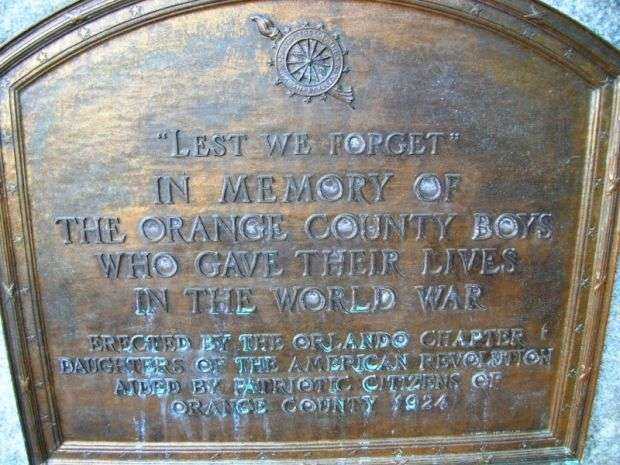 "LEST WE FORGET"
IN MEMORY OF
THE ORANGE COUNTY BOYS
WHO GAVE THEIR LIVES
IN THE WORLD WAR
ERECTED BY THE ORLANDO CHAPTER
DAUGHTERS OF THE AMERICAN REVOLUTION
AIDED BY PATRIOTIC CITIZENS OF
ORANGE COUNTY 1924